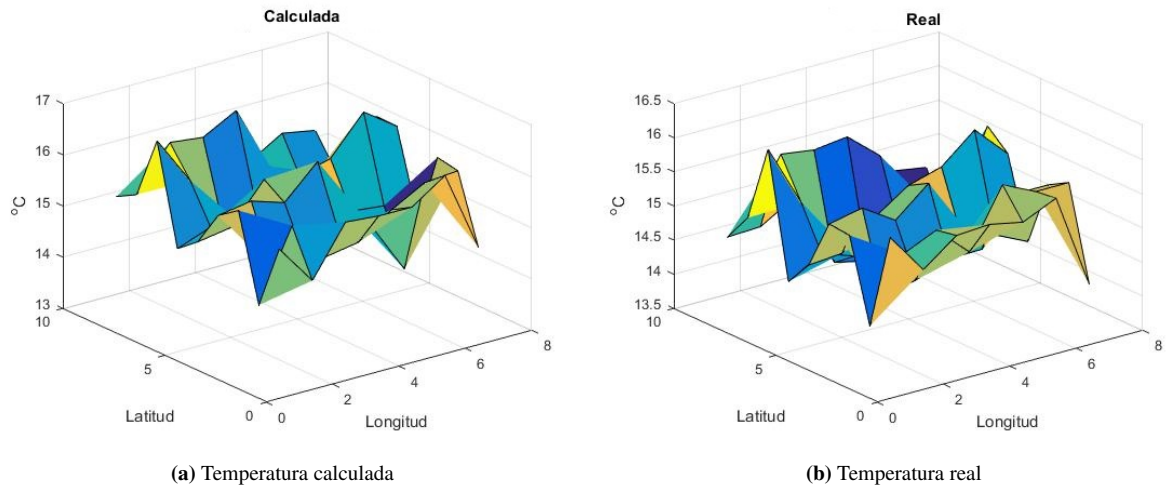 Calculada
17
16
15
14
13
°C
10
5
0
Latitud
0
2
4
6
8
Longitud
(a) Temperatura calculada
Real
16.5
16
15.5
15
14.5
14
13.5
°C
10
5
0
Latitud
0
2
4
6
8
Longitud
(b) Temperatura real